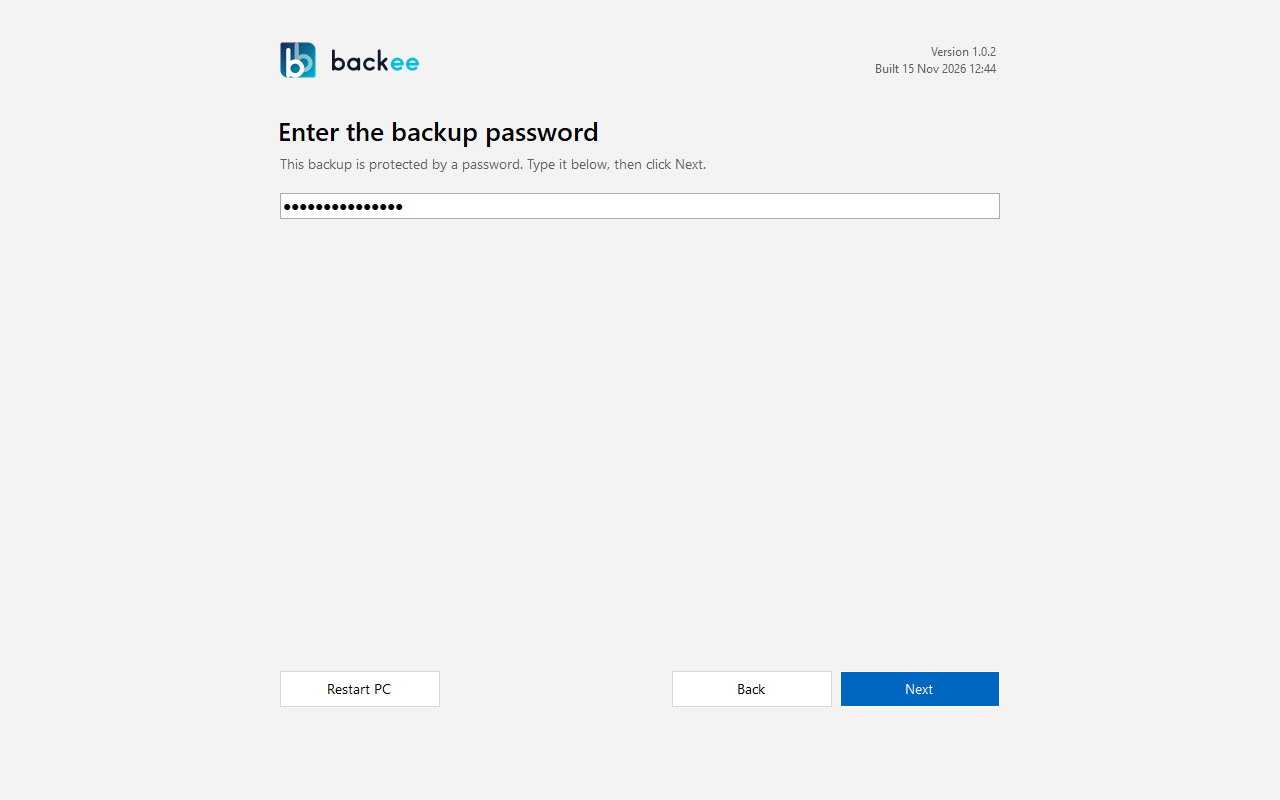 backee
Version 1.0.2
Built 15 Nov 2026 12:44
Enter the backup password
This backup is protected by a password. Type it below, then click Next.
●●●●●●●●●●●●●●●
Restart PC
Back
Next